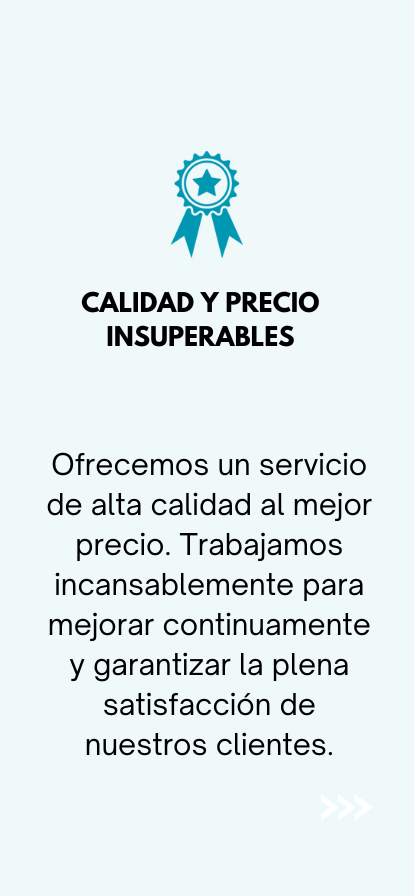 CALIDAD Y PRECIO
INSUPERABLES
Ofrecemos un servicio
de alta calidad al mejor
precio. Trabajamos
incansablemente para
mejorar continuamente
y garantizar la plena
satisfacción de
nuestros clientes.